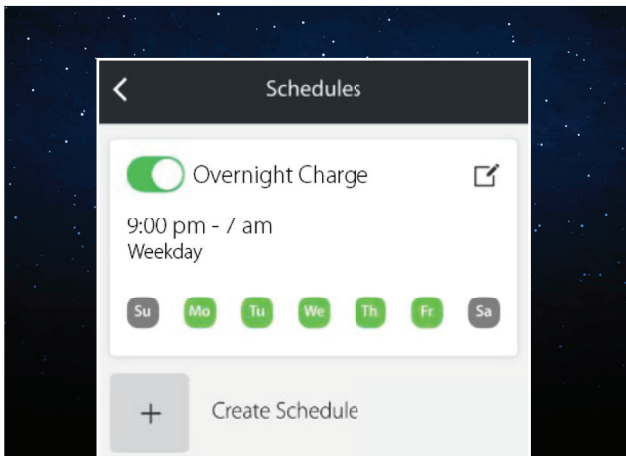 Schedules
Overnight Charge
9:00 pm - 7 am
Weekday
Su Mo Tu We Th Fr Sa
+ Create Schedule